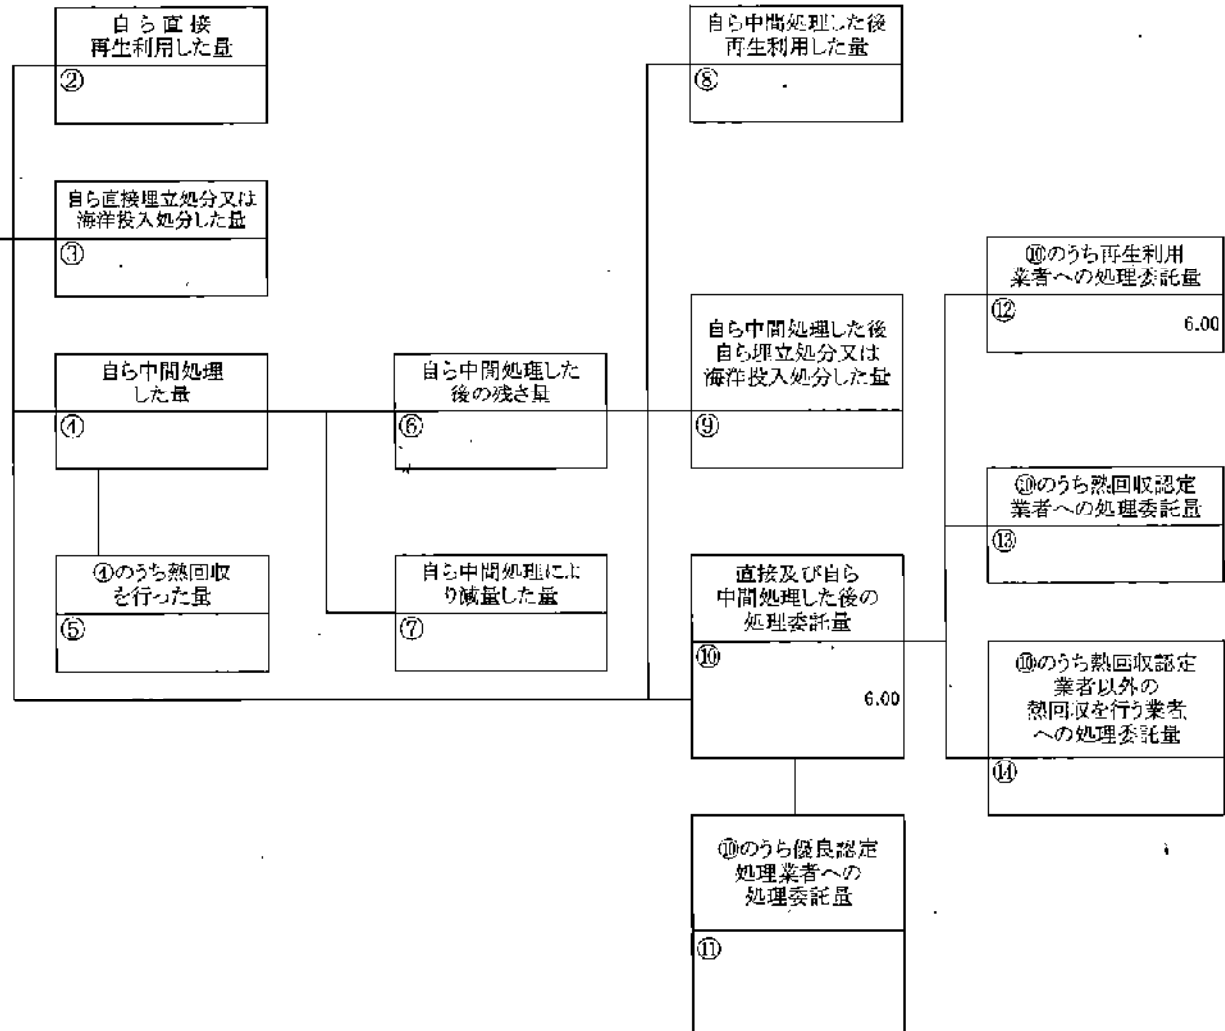 自ら直接
再生利用した量
②
自ら直接埋立処分又は
海洋投入処分した量
③
自ら中間処理
した量
④
④のうち熱回収
を行った量
⑤
自ら中間処理した
後の残さ量
⑥
自ら中間処理によ
り減量した量
⑦
自ら中間処理した後
再生利用した量
⑧
自ら中間処理した後
自ら埋立処分又は
海洋投入処分した量
⑨
直接及び自ら
中間処理した後の
処理委託量
⑩
6.00
⑩のうち優良認定
処理業者への
処理委託量
⑪
⑩のうち再生利用
業者への処理委託量
⑫
6.00
⑩のうち熱回収認定
業者への処理委託量
⑬
⑩のうち熱回収認定
業者以外の
熱回収を行う業者
への処理委託量
⑭